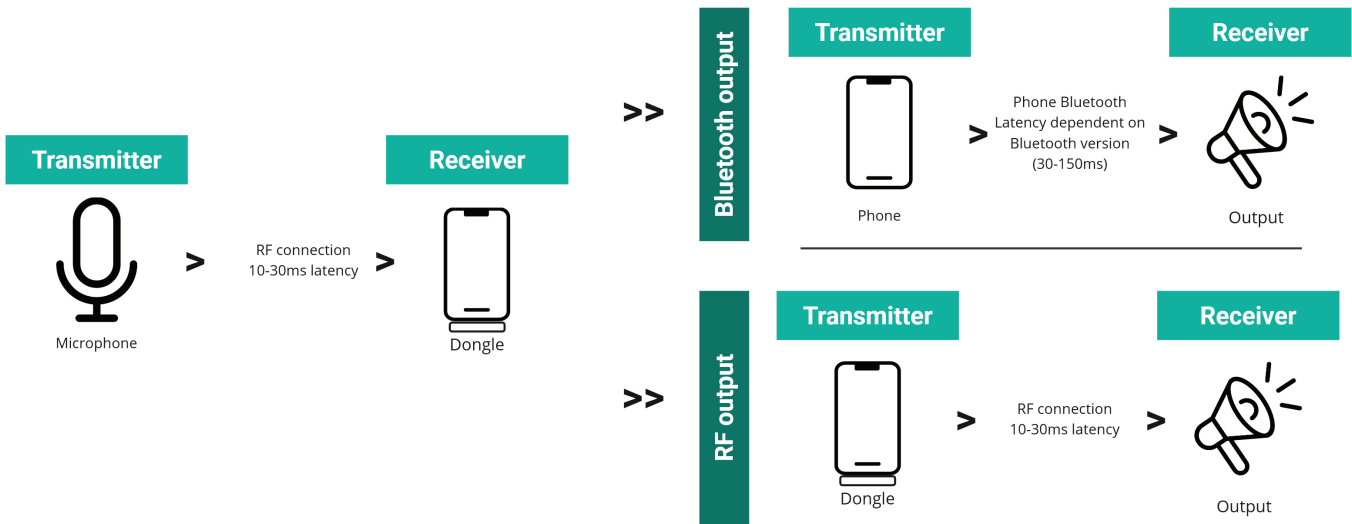 Transmitter
>
RF connection
10-30ms latency
>
Receiver
Microphone
Dongle
>>
Bluetooth output
Transmitter
Phone
>
Phone Bluetooth
Latency dependent on
Bluetooth version
(30-150ms)
>
Receiver
Output
>>
RF output
Transmitter
Dongle
>
RF connection
10-30ms latency
>
Receiver
Output